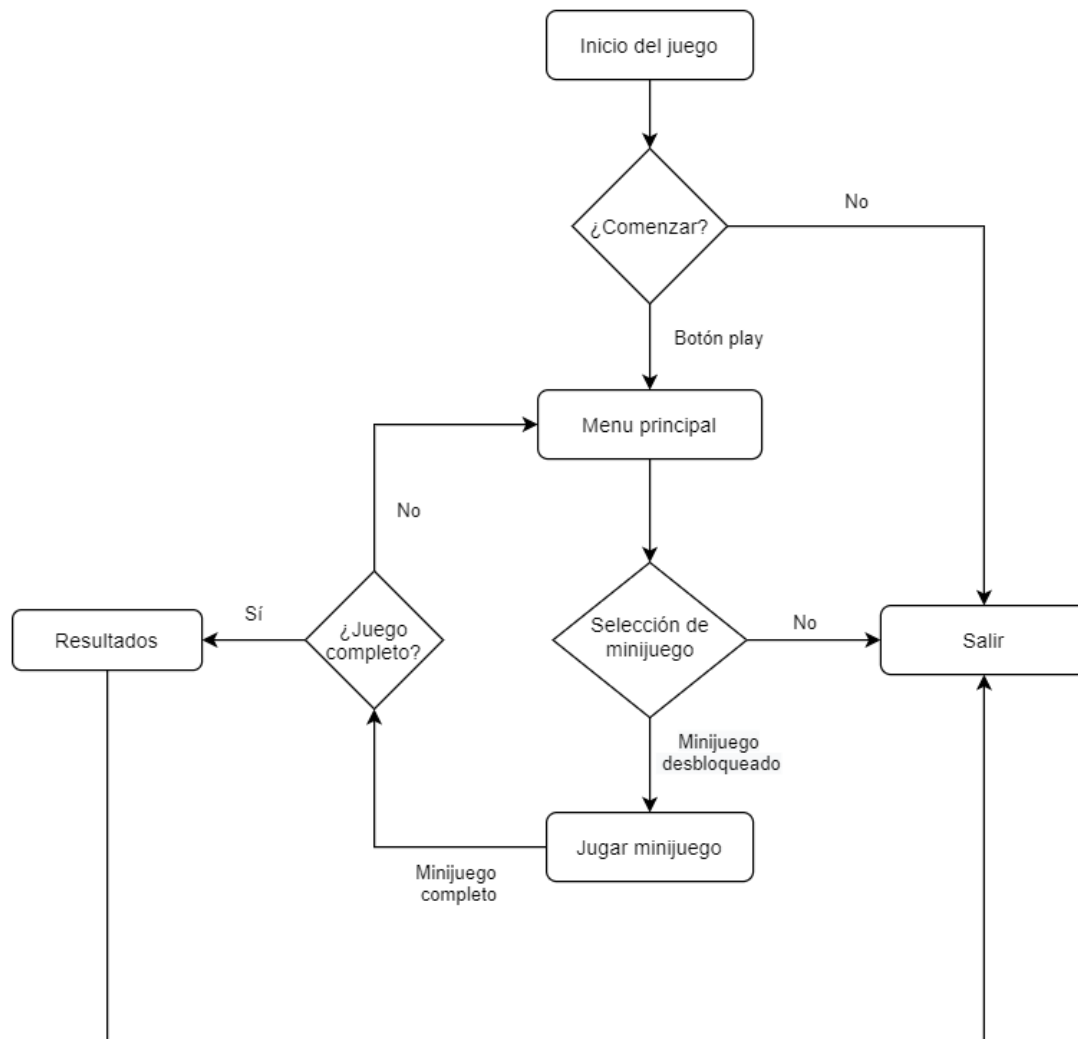 Inicio del juego
¿Comenzar?
No
Botón play
Menu principal
No
Sí
¿Juego
completo?
Resultados
Selección de
minijuego
No
Salir
Minijuego
desbloqueado
Jugar minijuego
Minijuego
completo